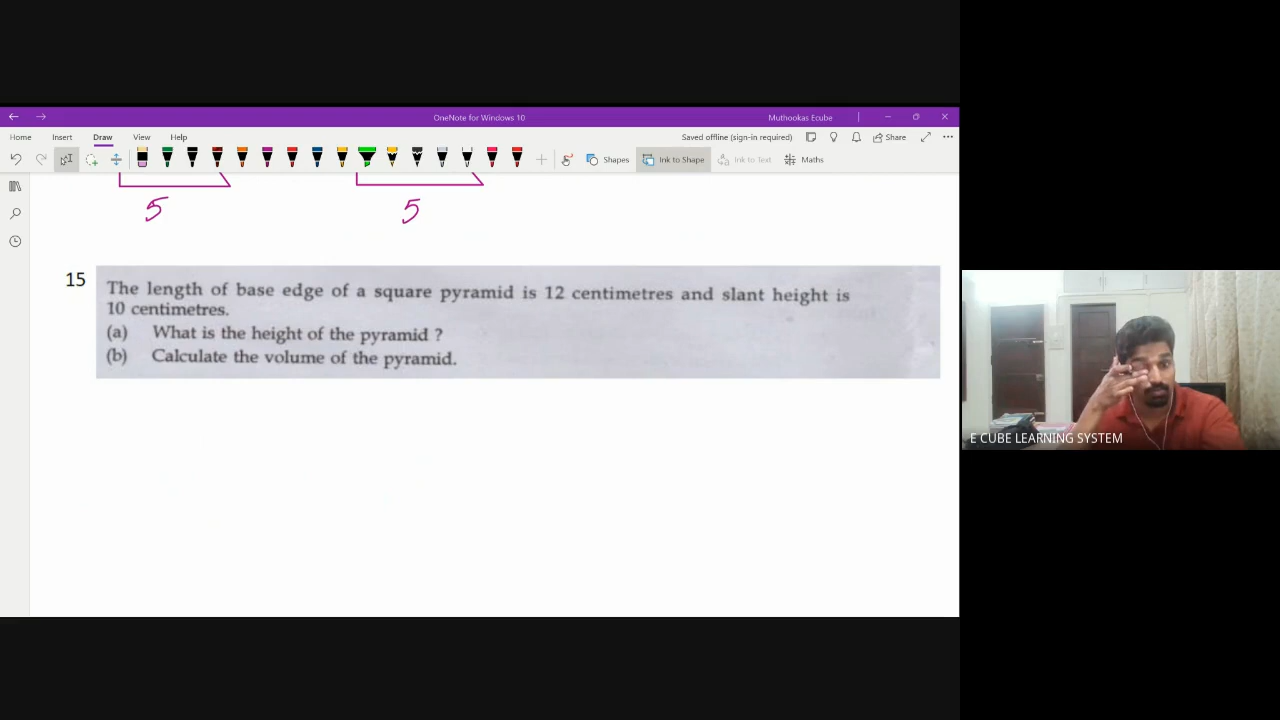 OneNote for Windows 10
Muthookas Ecube
Home Insert Draw View Help
Saved offline (sign-in required)
Share
Shapes
Ink to Shape
Ink to Text
Maths
5 5
15
The length of base edge of a square pyramid is 12 centimetres and slant height is
10 centimetres.
(a) What is the height of the pyramid ?
(b) Calculate the volume of the pyramid.
E CUBE LEARNING SYSTEM